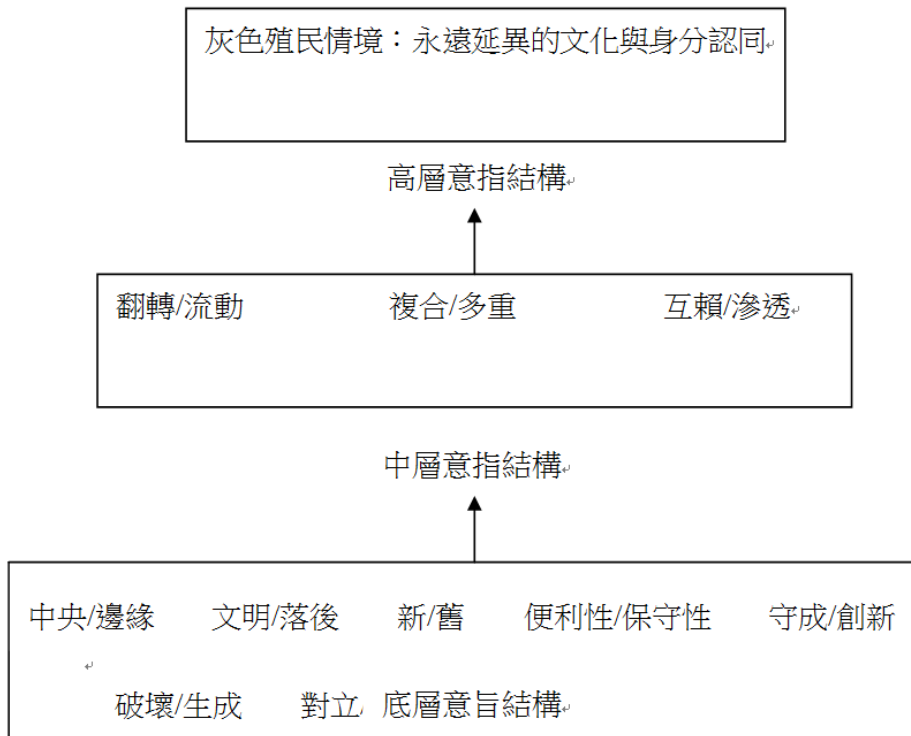 灰色殖民情境：永遠延異的文化與身分認同
高層意指結構
翻轉/流動 複合/多重 互賴/滲透
中層意指結構
中央/邊緣 文明/落後 新/舊 便利性/保守性 守成/創新
破壞/生成 對立/ 底層意旨結構